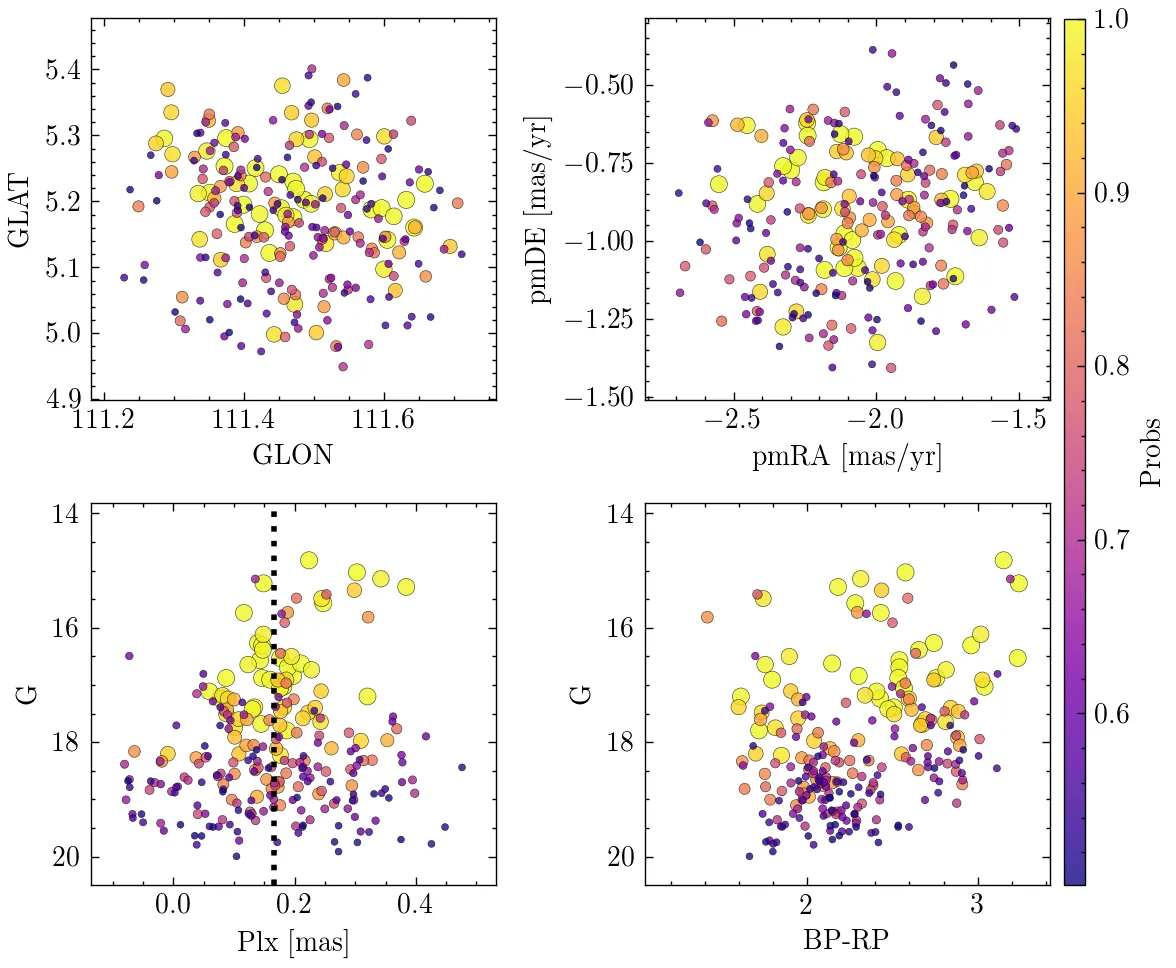 5.4
5.3
5.2
5.1
5.0
4.9
GLAT
111.2 111.4 111.6
GLON
−0.50
−0.75
−1.00
−1.25
−1.50
pmDE [mas/yr]
−2.5 −2.0 −1.5
pmRA [mas/yr]
1.0
0.9
0.8
0.7
0.6
Probs
14
16
18
20
G
0.0 0.2 0.4
Plx [mas]
14
16
18
20
G
2 3
BP-RP